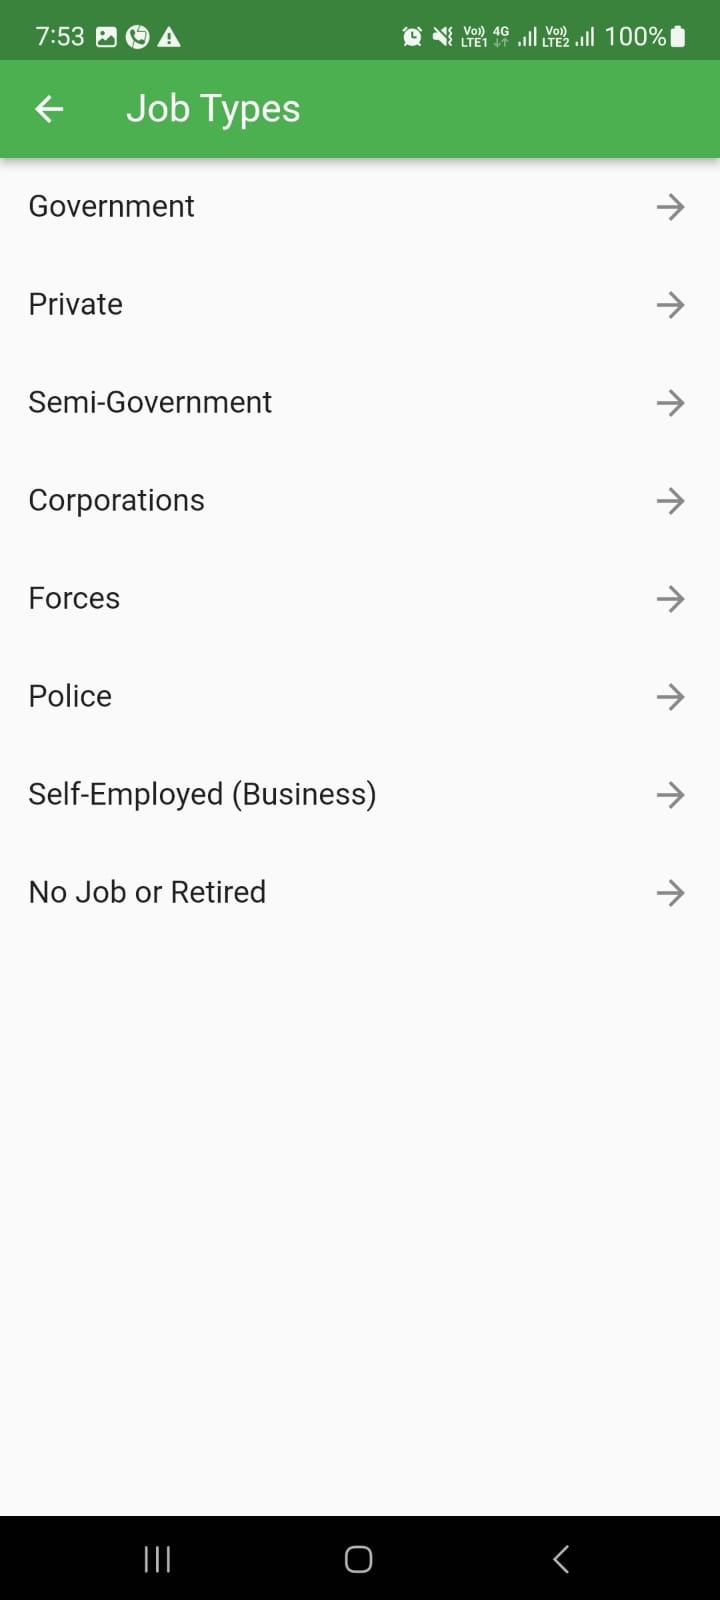 7:53 Vo)) LTE1 4G Vo)) LTE2 100%
Job Types
Government
Private
Semi-Government
Corporations
Forces
Police
Self-Employed (Business)
No Job or Retired